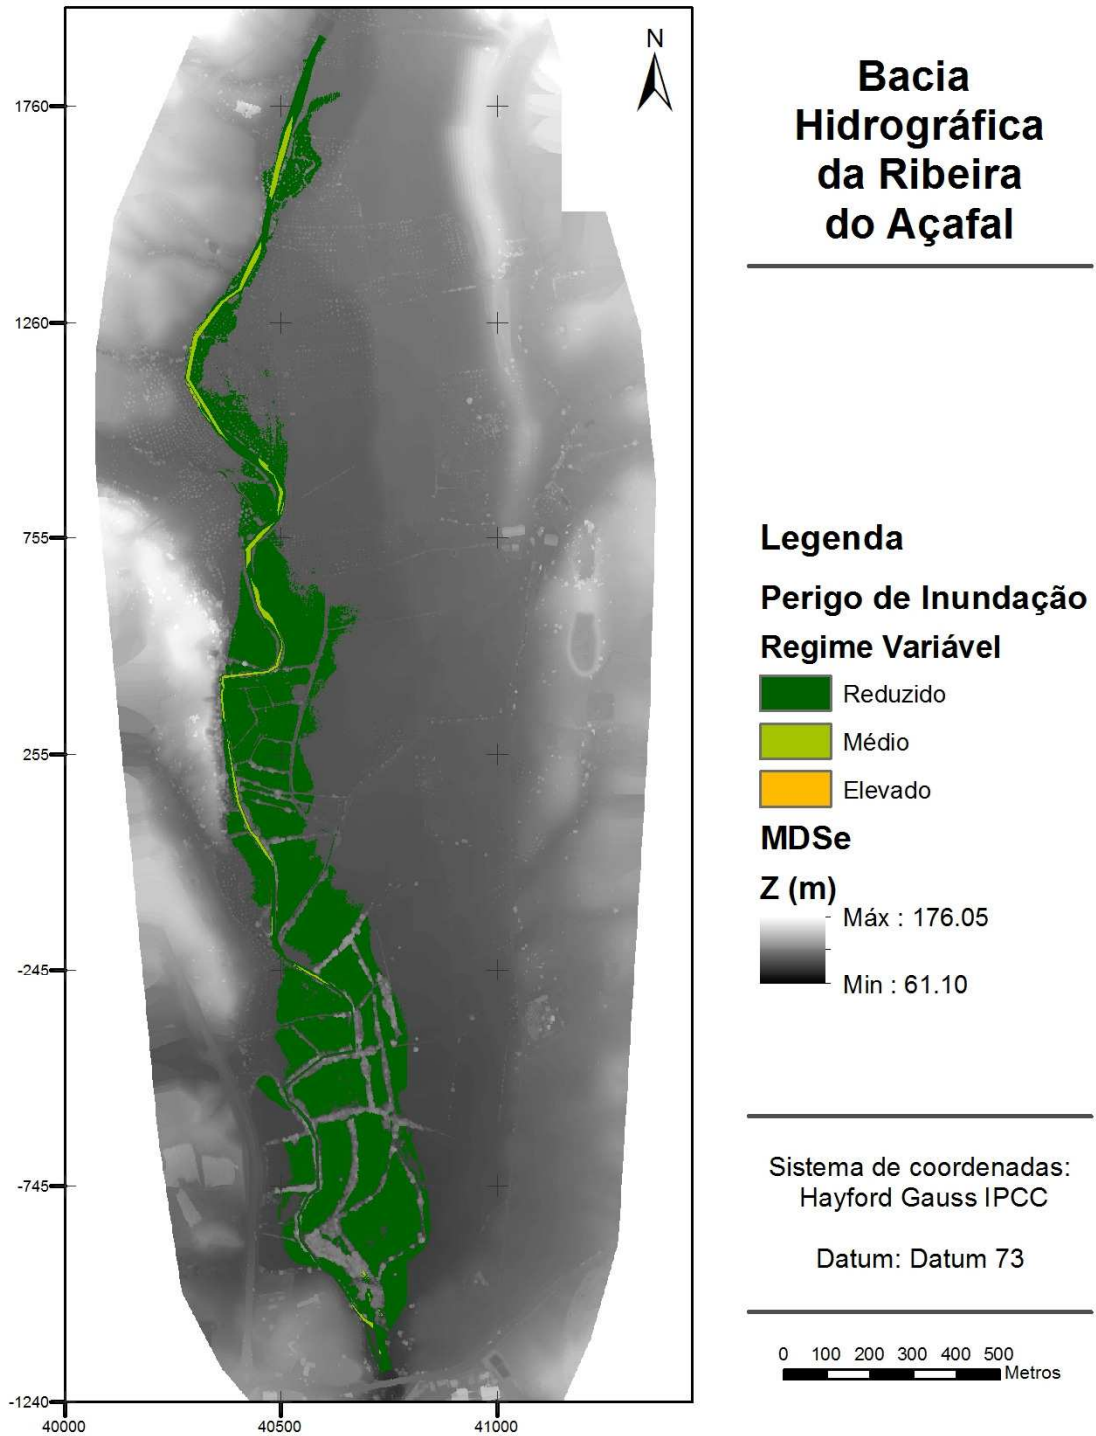 N
1760
1260
755
255
-245
-745
-1240
40000
40500
41000
Bacia
Hidrográfica
da Ribeira
do Açafal
Legenda
Perigo de Inundação
Regime Variável
Reduzido
Médio
Elevado
MDSe
Z (m)
Máx : 176.05
Min : 61.10
Sistema de coordenadas:
Hayford Gauss IPCC
Datum: Datum 73
0 100 200 300 400 500
Metros